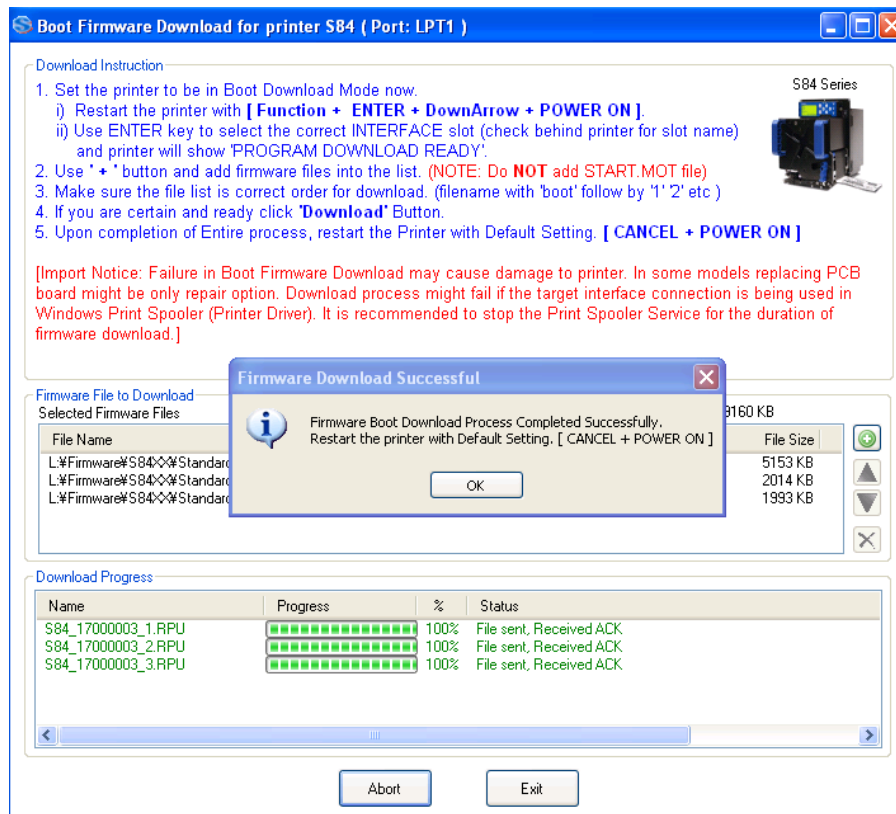 Boot Firmware Download for printer S84 ( Port: LPT1 )
Download Instruction
1. Set the printer to be in Boot Download Mode now.
i) Restart the printer with [ Function + ENTER + DownArrow + POWER ON ].
ii) Use ENTER key to select the correct INTERFACE slot (check behind printer for slot name)
and printer will show 'PROGRAM DOWNLOAD READY'.
2. Use ' + ' button and add firmware files into the list. (NOTE: Do NOT add START.MOT file)
3. Make sure the file list is correct order for download. (filename with 'boot' follow by '1' '2' etc )
4. If you are certain and ready click 'Download' Button.
5. Upon completion of Entire process, restart the Printer with Default Setting. [ CANCEL + POWER ON ]
S84 Series
[Import Notice: Failure in Boot Firmware Download may cause damage to printer. In some models replacing PCB
board might be only repair option. Download process might fail if the target interface connection is being used in
Windows Print Spooler (Printer Driver). It is recommended to stop the Print Spooler Service for the duration of
firmware download.]
Firmware Download Successful
Firmware Boot Download Process Completed Successfully.
Restart the printer with Default Setting. [ CANCEL + POWER ON ]
OK
Firmware File to Download
Selected Firmware Files
9160 KB
File Name File Size
L:¥Firmware¥S84XX¥Standard 5153 KB
L:¥Firmware¥S84XX¥Standard 2014 KB
L:¥Firmware¥S84XX¥Standard 1993 KB
Download Progress
Name Progress % Status
S84_17000003_1.RPU 100% File sent, Received ACK
S84_17000003_2.RPU 100% File sent, Received ACK
S84_17000003_3.RPU 100% File sent, Received ACK
Abort Exit